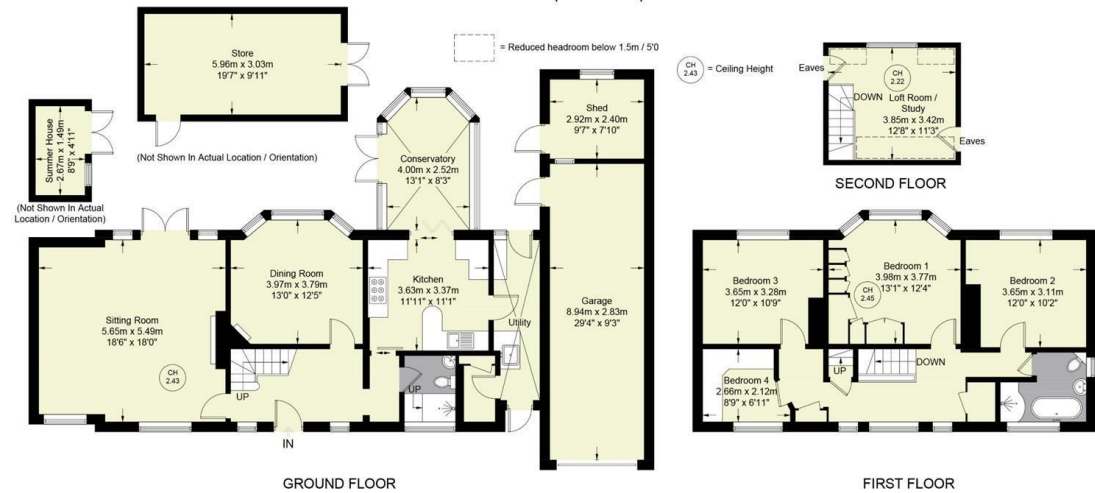 Store
5.96m x 3.03m
19'7" x 9'11"
(Not Shown In Actual Location / Orientation)
Summer House
2.67m x 1.49m
8'9" x 4'11"
(Not Shown In Actual
Location / Orientation)
= Reduced headroom below 1.5m / 5'0
CH
2.43
= Ceiling Height
Shed
2.92m x 2.40m
9'7" x 7'10"
Conservatory
4.00m x 2.52m
13'1" x 8'3"
Sitting Room
5.65m x 5.49m
18'6" x 18'0"
CH
2.43
Dining Room
3.97m x 3.79m
13'0" x 12'5"
Kitchen
3.63m x 3.37m
11'11" x 11'1"
Utility
Garage
8.94m x 2.83m
29'4" x 9'3"
UP
UP
IN
GROUND FLOOR
Eaves
CH
2.22
DOWN
Loft Room /
Study
3.85m x 3.42m
12'8" x 11'3"
Eaves
SECOND FLOOR
Bedroom 3
3.65m x 3.28m
12'0" x 10'9"
Bedroom 1
3.98m x 3.77m
13'1" x 12'4"
CH
2.45
Bedroom 2
3.65m x 3.11m
12'0" x 10'2"
Bedroom 4
2.66m x 2.12m
8'9" x 6'11"
UP
DOWN
FIRST FLOOR